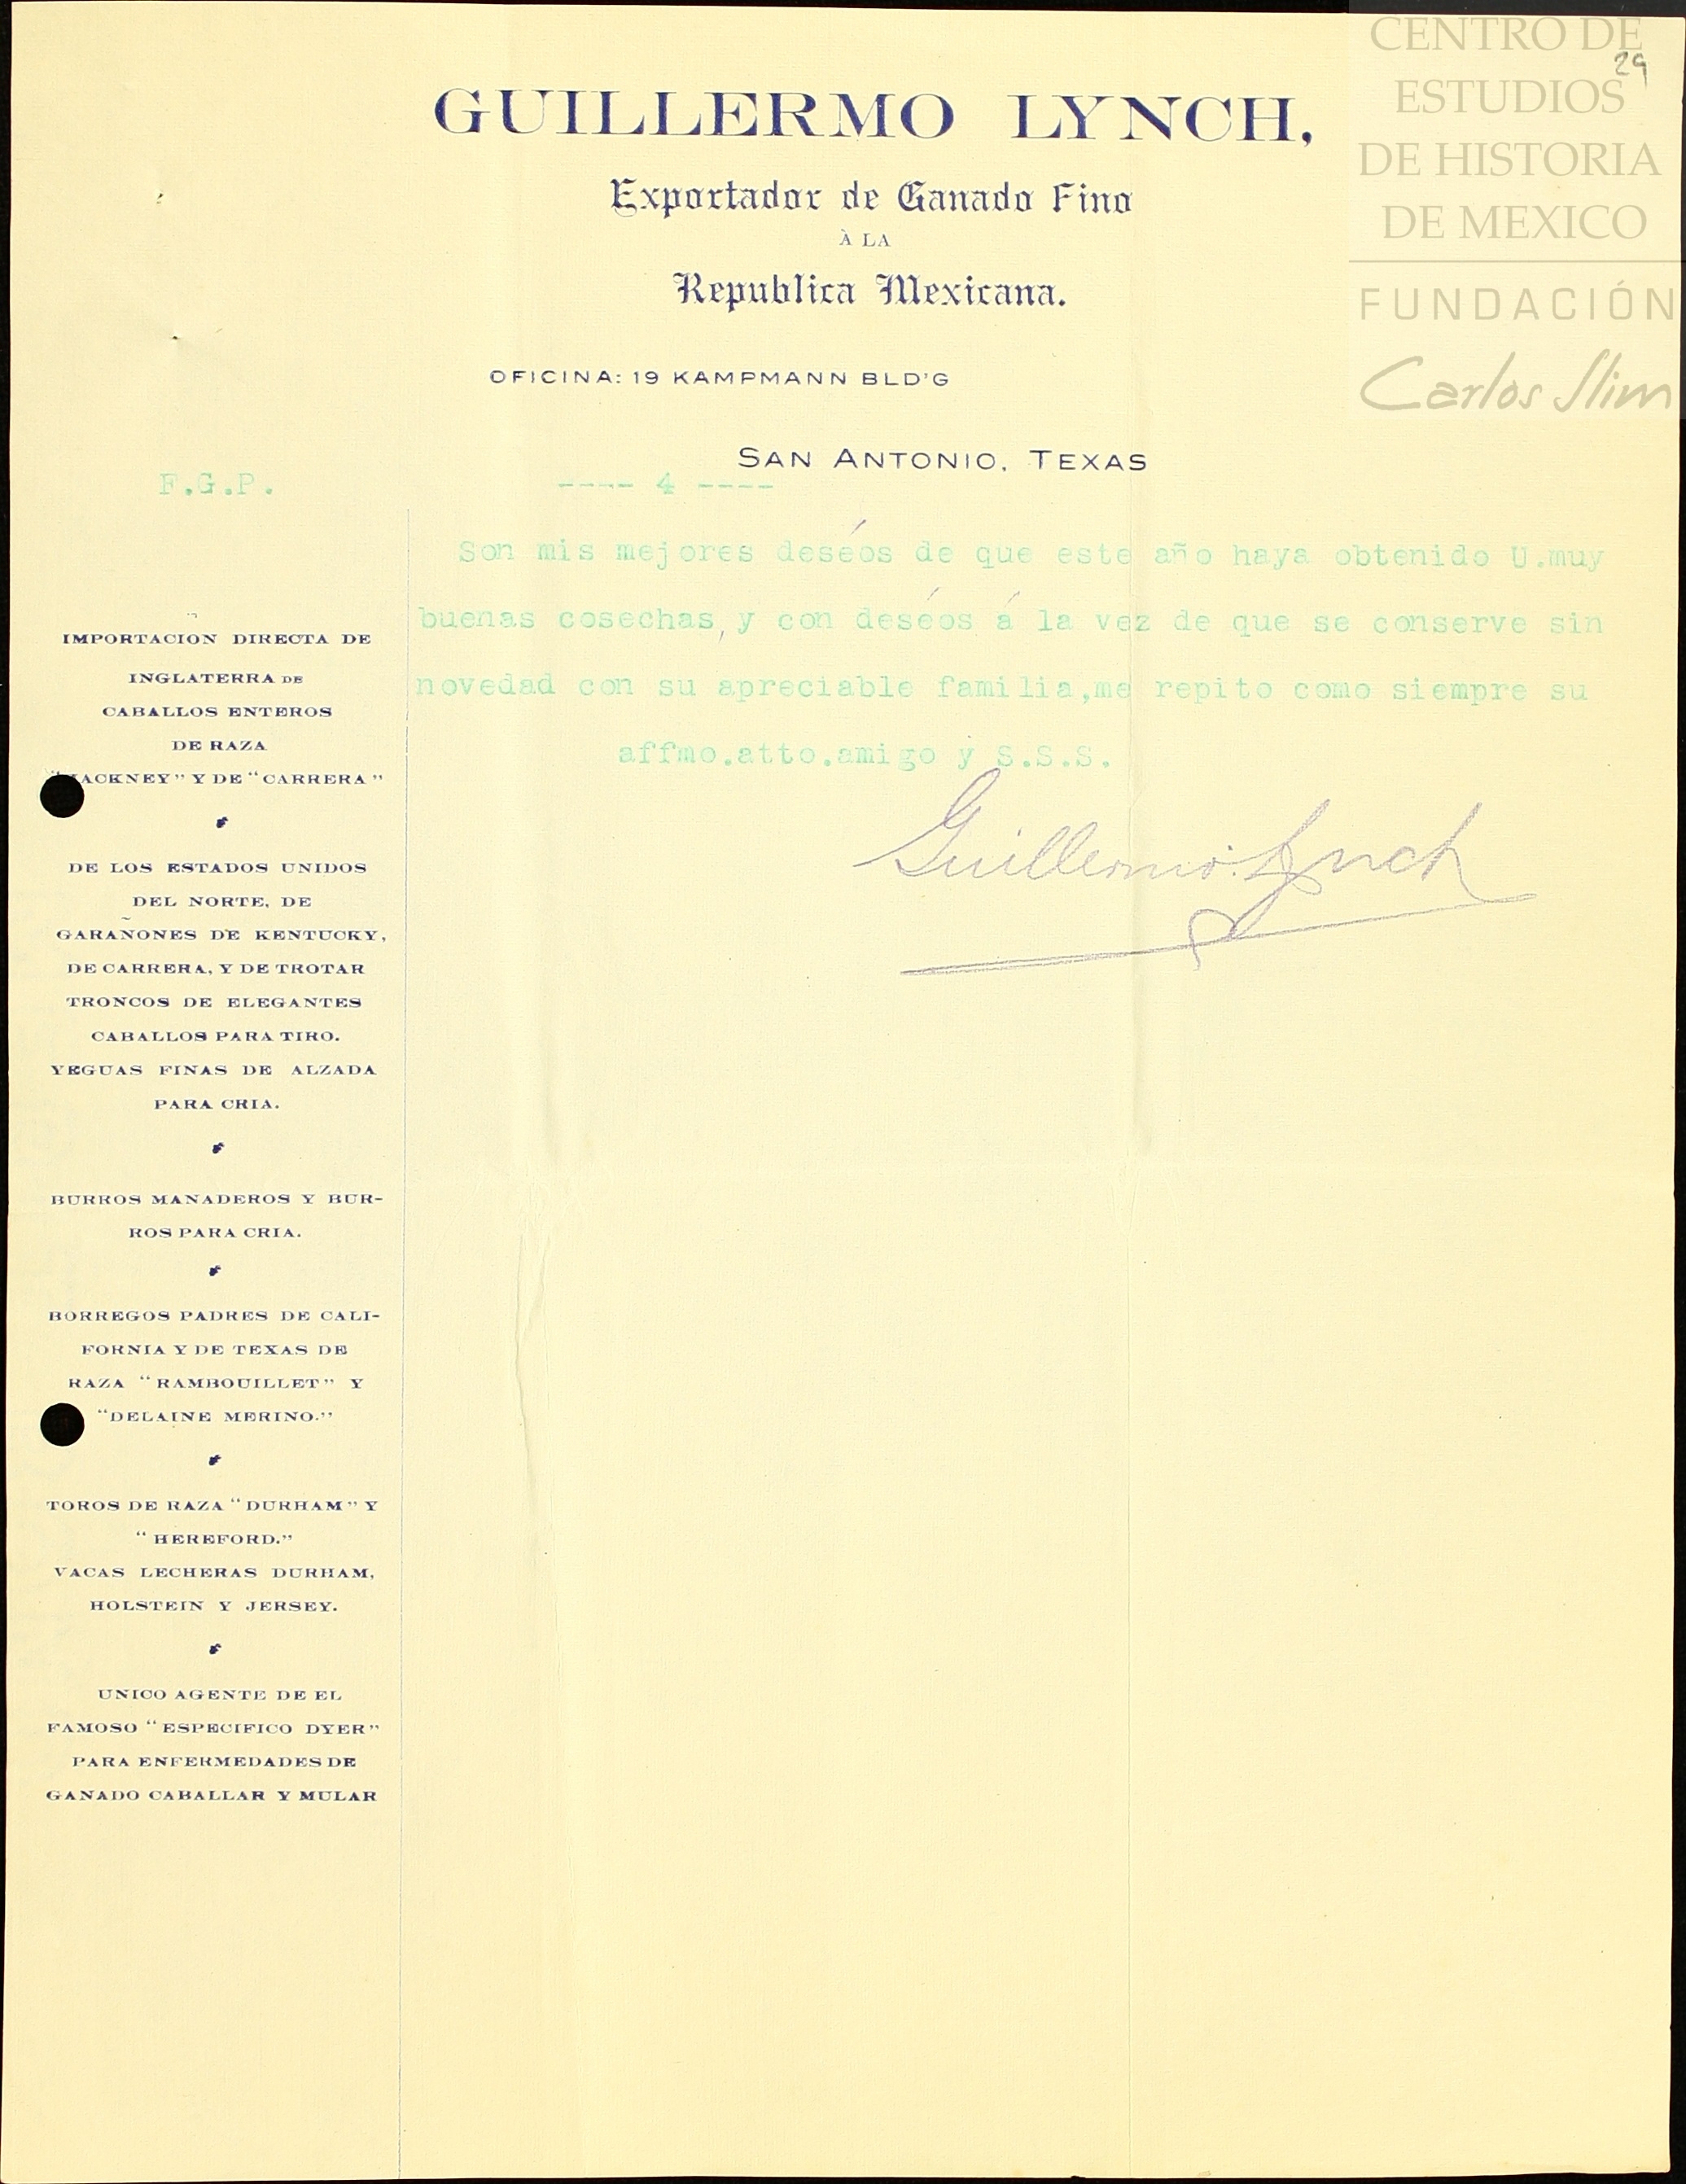 CENTRO DE
ESTUDIOS
DE HISTORIA
DE MEXICO
FUNDACIÓN
Carlos Slim
29
GUILLERMO LYNCH,
Exportador de Ganado Fino
À LA
Republica Mexicana.
OFICINA: 19 KAMPMANN BLD'G
SAN ANTONIO, TEXAS
F.G.P. ---- 4 ----
Son mis mejores deséos de que este año haya obtenido U.muy
buenas cosechas, y con deséos á la vez de que se conserve sin
novedad con su apreciable familia,me repito como siempre su
affmo.atto.amigo y S.S.S.
Guillermo Lynch
IMPORTACION DIRECTA DE
INGLATERRA DE
CABALLOS ENTEROS
DE RAZA
"HACKNEY" Y DE "CARRERA"
DE LOS ESTADOS UNIDOS
DEL NORTE, DE
GARAÑONES DE KENTUCKY,
DE CARRERA, Y DE TROTAR
TRONCOS DE ELEGANTES
CABALLOS PARA TIRO.
YEGUAS FINAS DE ALZADA
PARA CRIA.
BURROS MANADEROS Y BUR-
ROS PARA CRIA.
BORREGOS PADRES DE CALI-
FORNIA Y DE TEXAS DE
RAZA "RAMBOUILLET" Y
"DELAINE MERINO."
TOROS DE RAZA "DURHAM" Y
"HEREFORD."
VACAS LECHERAS DURHAM,
HOLSTEIN Y JERSEY.
UNICO AGENTE DE EL
FAMOSO "ESPECIFICO DYER"
PARA ENFERMEDADES DE
GANADO CABALLAR Y MULAR